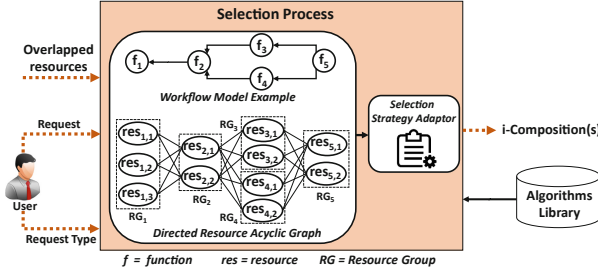 Selection Process
Overlapped
resources
f1
f2
f3
f4
f5
Workflow Model Example
Request
User
Request Type
res1,1
res1,2
res1,3
RG1
res2,1
res2,2
RG2
RG3
res3,1
res3,2
res4,1
res4,2
RG4
res5,1
res5,2
RG5
Directed Resource Acyclic Graph
Selection
Strategy Adaptor
i-Composition(s)
Algorithms
Library
f = function res = resource RG = Resource Group